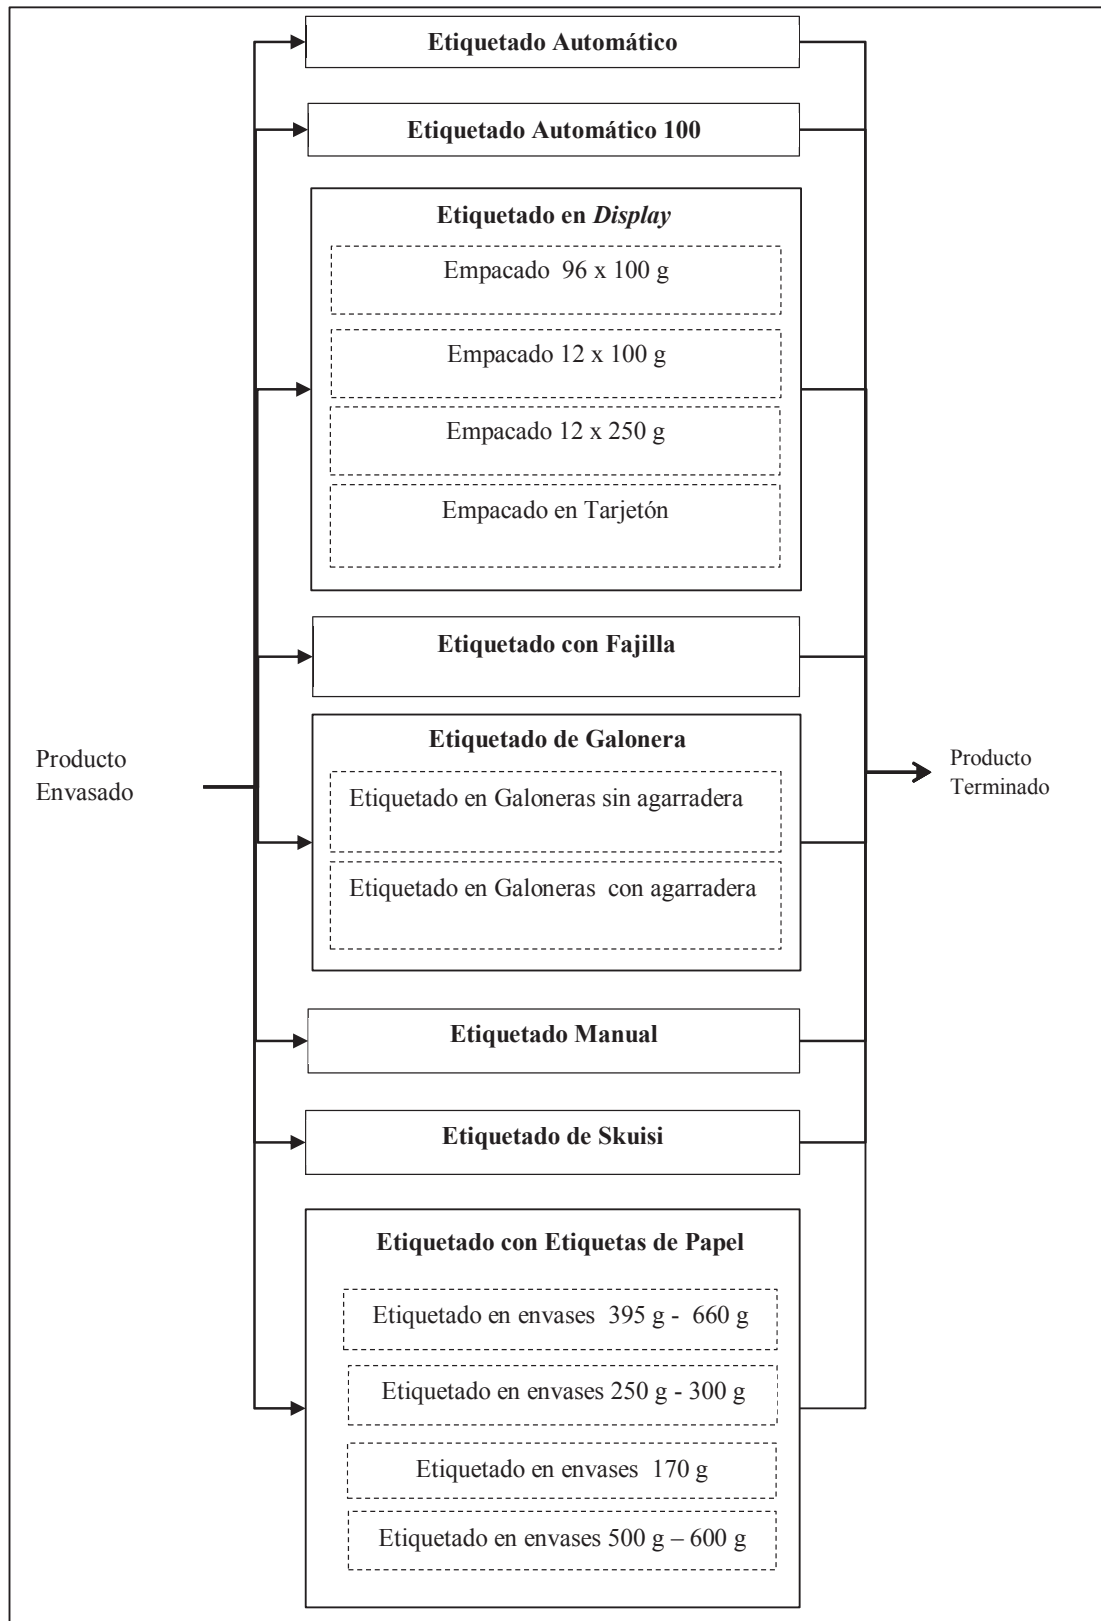 Etiquetado Automático
Etiquetado Automático 100
Etiquetado en Display
Empacado 96 x 100 g
Empacado 12 x 100 g
Empacado 12 x 250 g
Empacado en Tarjetón
Etiquetado con Fajilla
Etiquetado de Galonera
Etiquetado en Galoneras sin agarradera
Etiquetado en Galoneras con agarradera
Producto
Envasado
Producto
Terminado
Etiquetado Manual
Etiquetado de Skuisi
Etiquetado con Etiquetas de Papel
Etiquetado en envases 395 g - 660 g
Etiquetado en envases 250 g - 300 g
Etiquetado en envases 170 g
Etiquetado en envases 500 g – 600 g